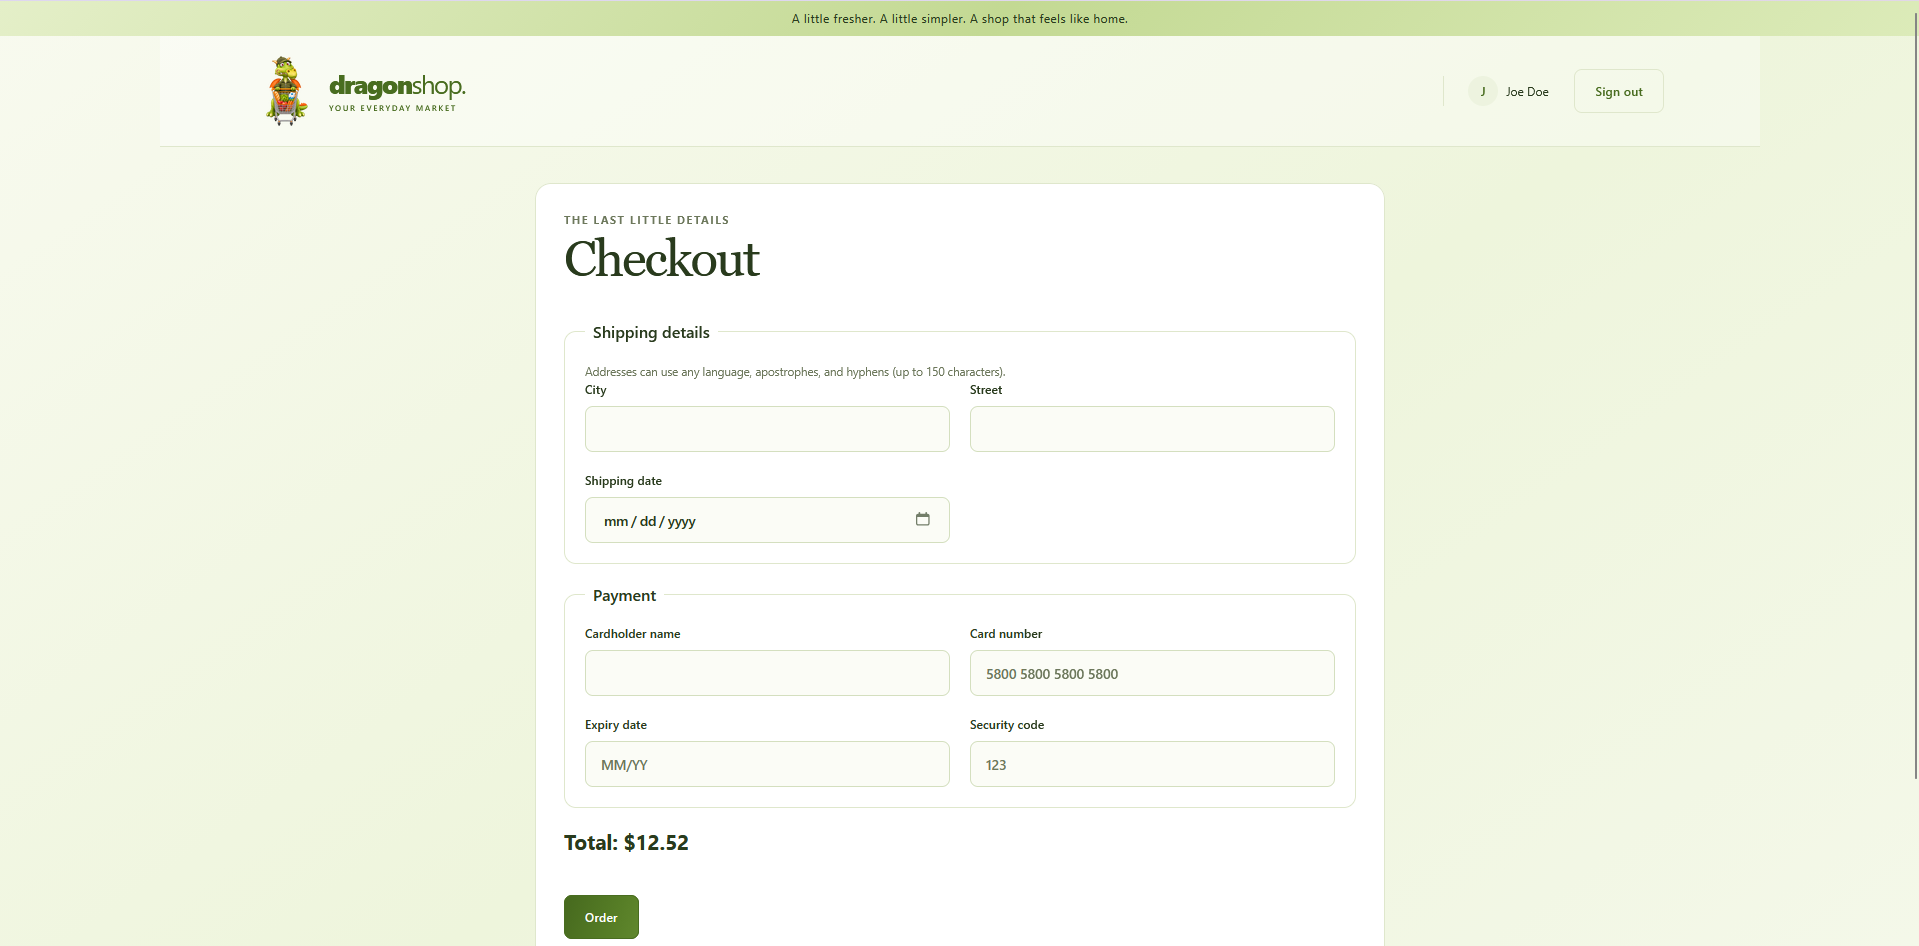 A little fresher. A little simpler. A shop that feels like home.
dragonshop.
YOUR EVERYDAY MARKET
J
Joe Doe
Sign out
THE LAST LITTLE DETAILS
Checkout
Shipping details
Addresses can use any language, apostrophes, and hyphens (up to 150 characters).
City
Street
Shipping date
mm / dd / yyyy
Payment
Cardholder name
Card number
5800 5800 5800 5800
Expiry date
Security code
MM/YY
123
Total: $12.52
Order